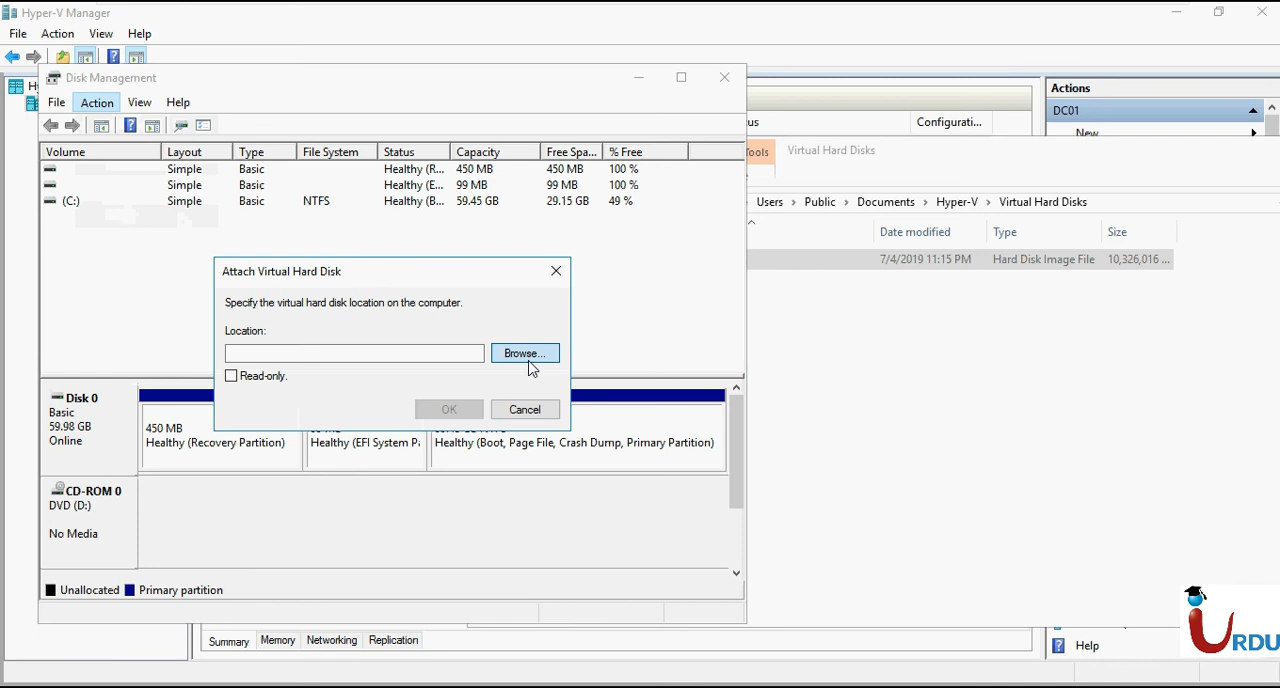 Hyper-V Manager
File Action View Help
Disk Management
File Action View Help
Volume Layout Type File System Status Capacity Free Spa... % Free
Simple Basic Healthy (R... 450 MB 450 MB 100 %
Simple Basic Healthy (E... 99 MB 99 MB 100 %
(C:) Simple Basic NTFS Healthy (B... 59.45 GB 29.15 GB 49 %
Attach Virtual Hard Disk
Specify the virtual hard disk location on the computer.
Location:
Browse...
Read-only.
OK Cancel
Disk 0
Basic
59.98 GB
Online
450 MB
Healthy (Recovery Partition)
Healthy (EFI System P
Healthy (Boot, Page File, Crash Dump, Primary Partition)
CD-ROM 0
DVD (D:)
No Media
Unallocated Primary partition
us Configurati...
ools Virtual Hard Disks
Users Public Documents Hyper-V Virtual Hard Disks
Date modified Type Size
7/4/2019 11:15 PM Hard Disk Image File 10,326,016 ...
Actions
DC01
New
Help
Summary Memory Networking Replication
iURDU